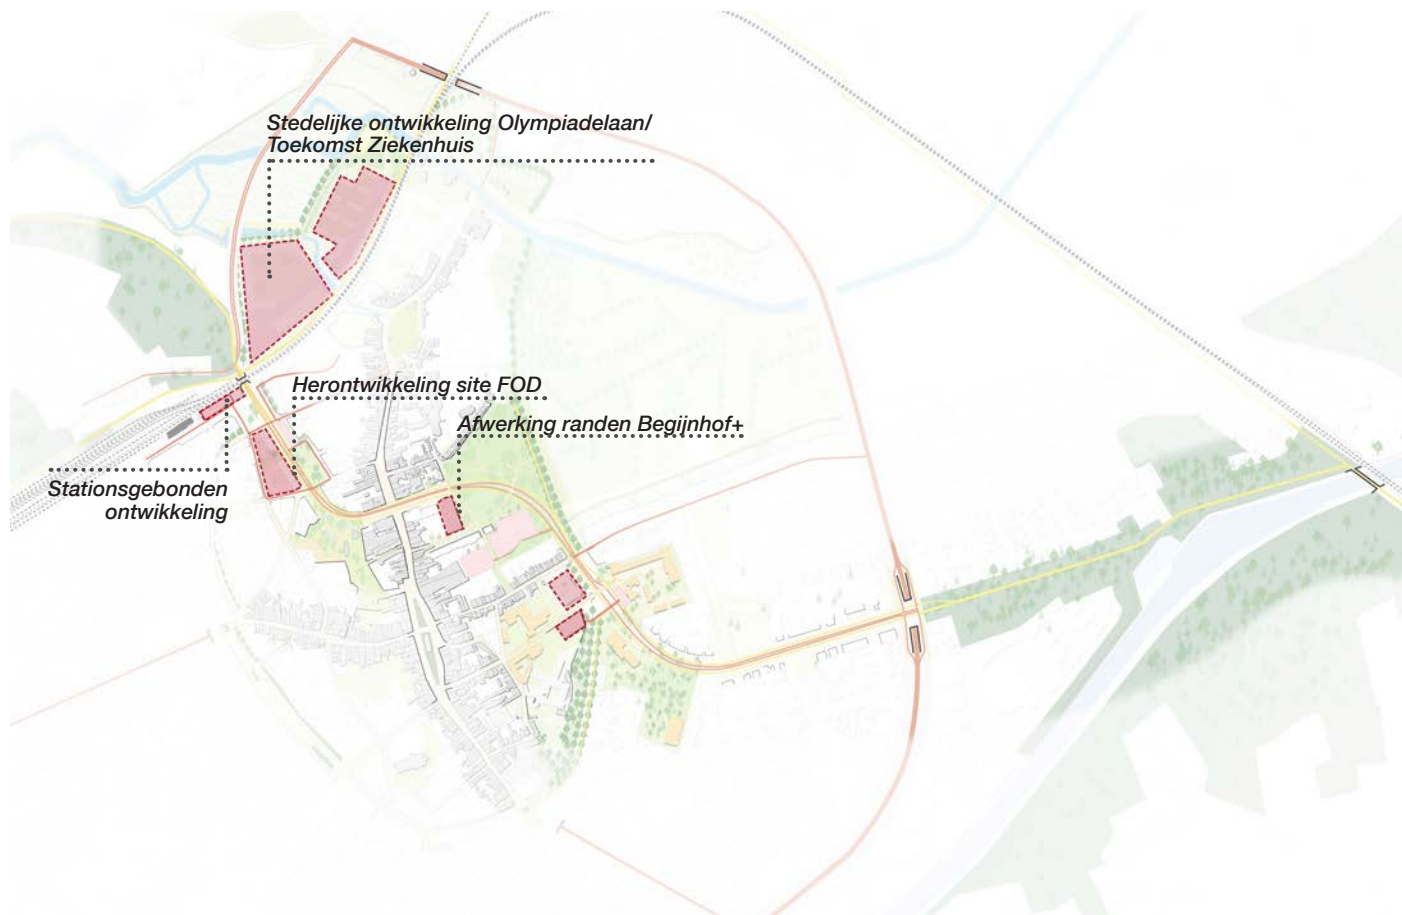 Stedelijke ontwikkeling Olympiadelaan/
Toekomst Ziekenhuis
Herontwikkeling site FOD
Afwerking randen Begijnhof+
Stationsgebonden
ontwikkeling